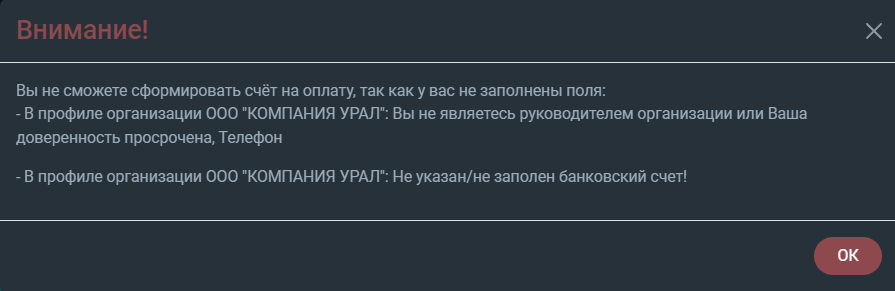 Внимание!
Вы не сможете сформировать счёт на оплату, так как у вас не заполнены поля:
- В профиле организации ООО "КОМПАНИЯ УРАЛ": Вы не являетесь руководителем организации или Ваша
доверенность просрочена, Телефон
- В профиле организации ООО "КОМПАНИЯ УРАЛ": Не указан/не заполен банковский счет!
ОК